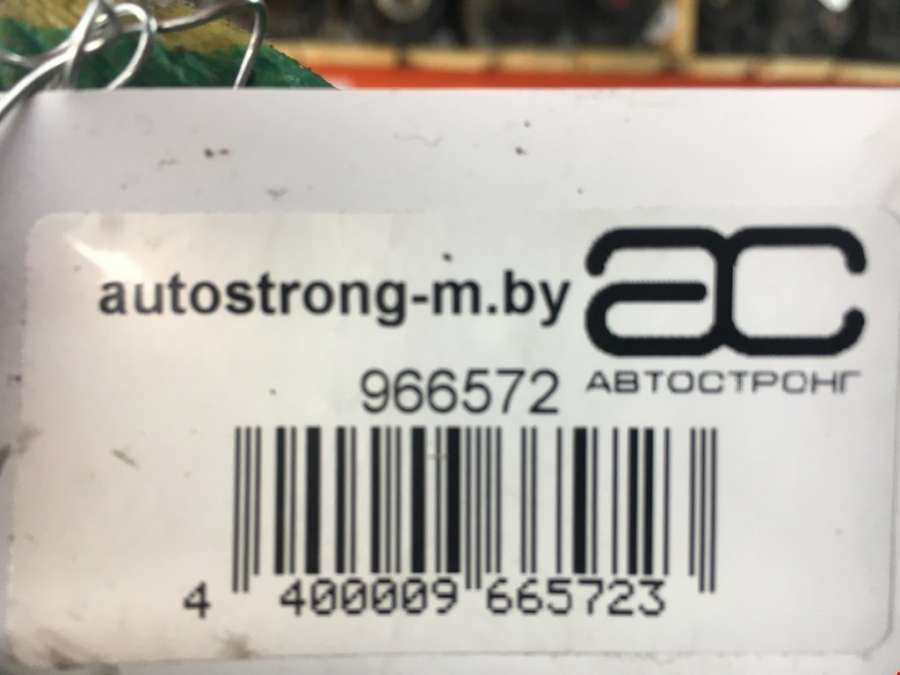 autostrong-m.by
ac
АВТОСТРОНГ
966572
4 400009 665723